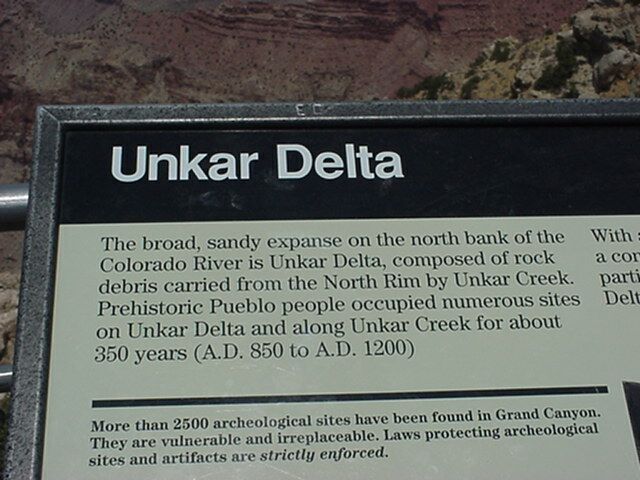 Unkar Delta
The broad, sandy expanse on the north bank of the
Colorado River is Unkar Delta, composed of rock
debris carried from the North Rim by Unkar Creek.
Prehistoric Pueblo people occupied numerous sites
on Unkar Delta and along Unkar Creek for about
350 years (A.D. 850 to A.D. 1200)
More than 2500 archeological sites have been found in Grand Canyon.
They are vulnerable and irreplaceable. Laws protecting archeological
sites and artifacts are strictly enforced.
With
a